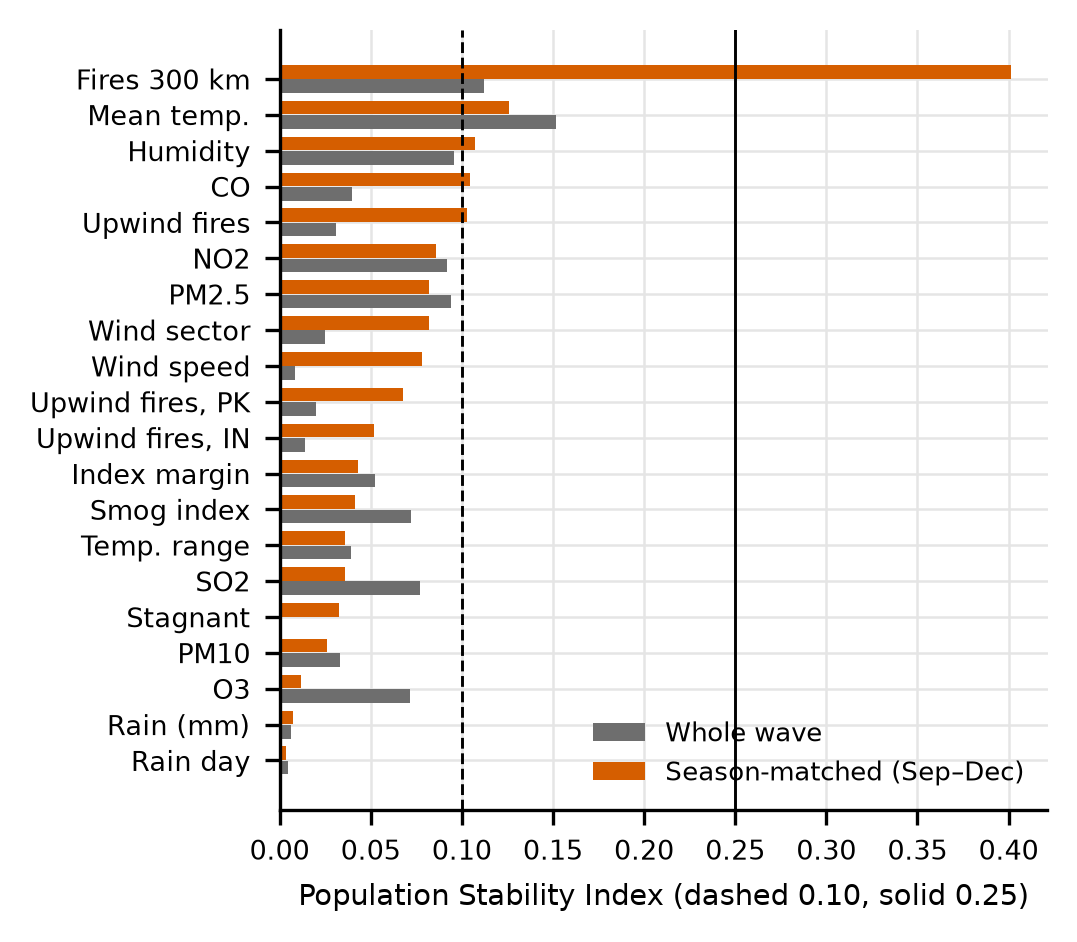 Fires 300 km
Mean temp.
Humidity
CO
Upwind fires
NO2
PM2.5
Wind sector
Wind speed
Upwind fires, PK
Upwind fires, IN
Index margin
Smog index
Temp. range
SO2
Stagnant
PM10
O3
Rain (mm)
Rain day
Whole wave
Season-matched (Sep–Dec)
0.00 0.05 0.10 0.15 0.20 0.25 0.30 0.35 0.40
Population Stability Index (dashed 0.10, solid 0.25)